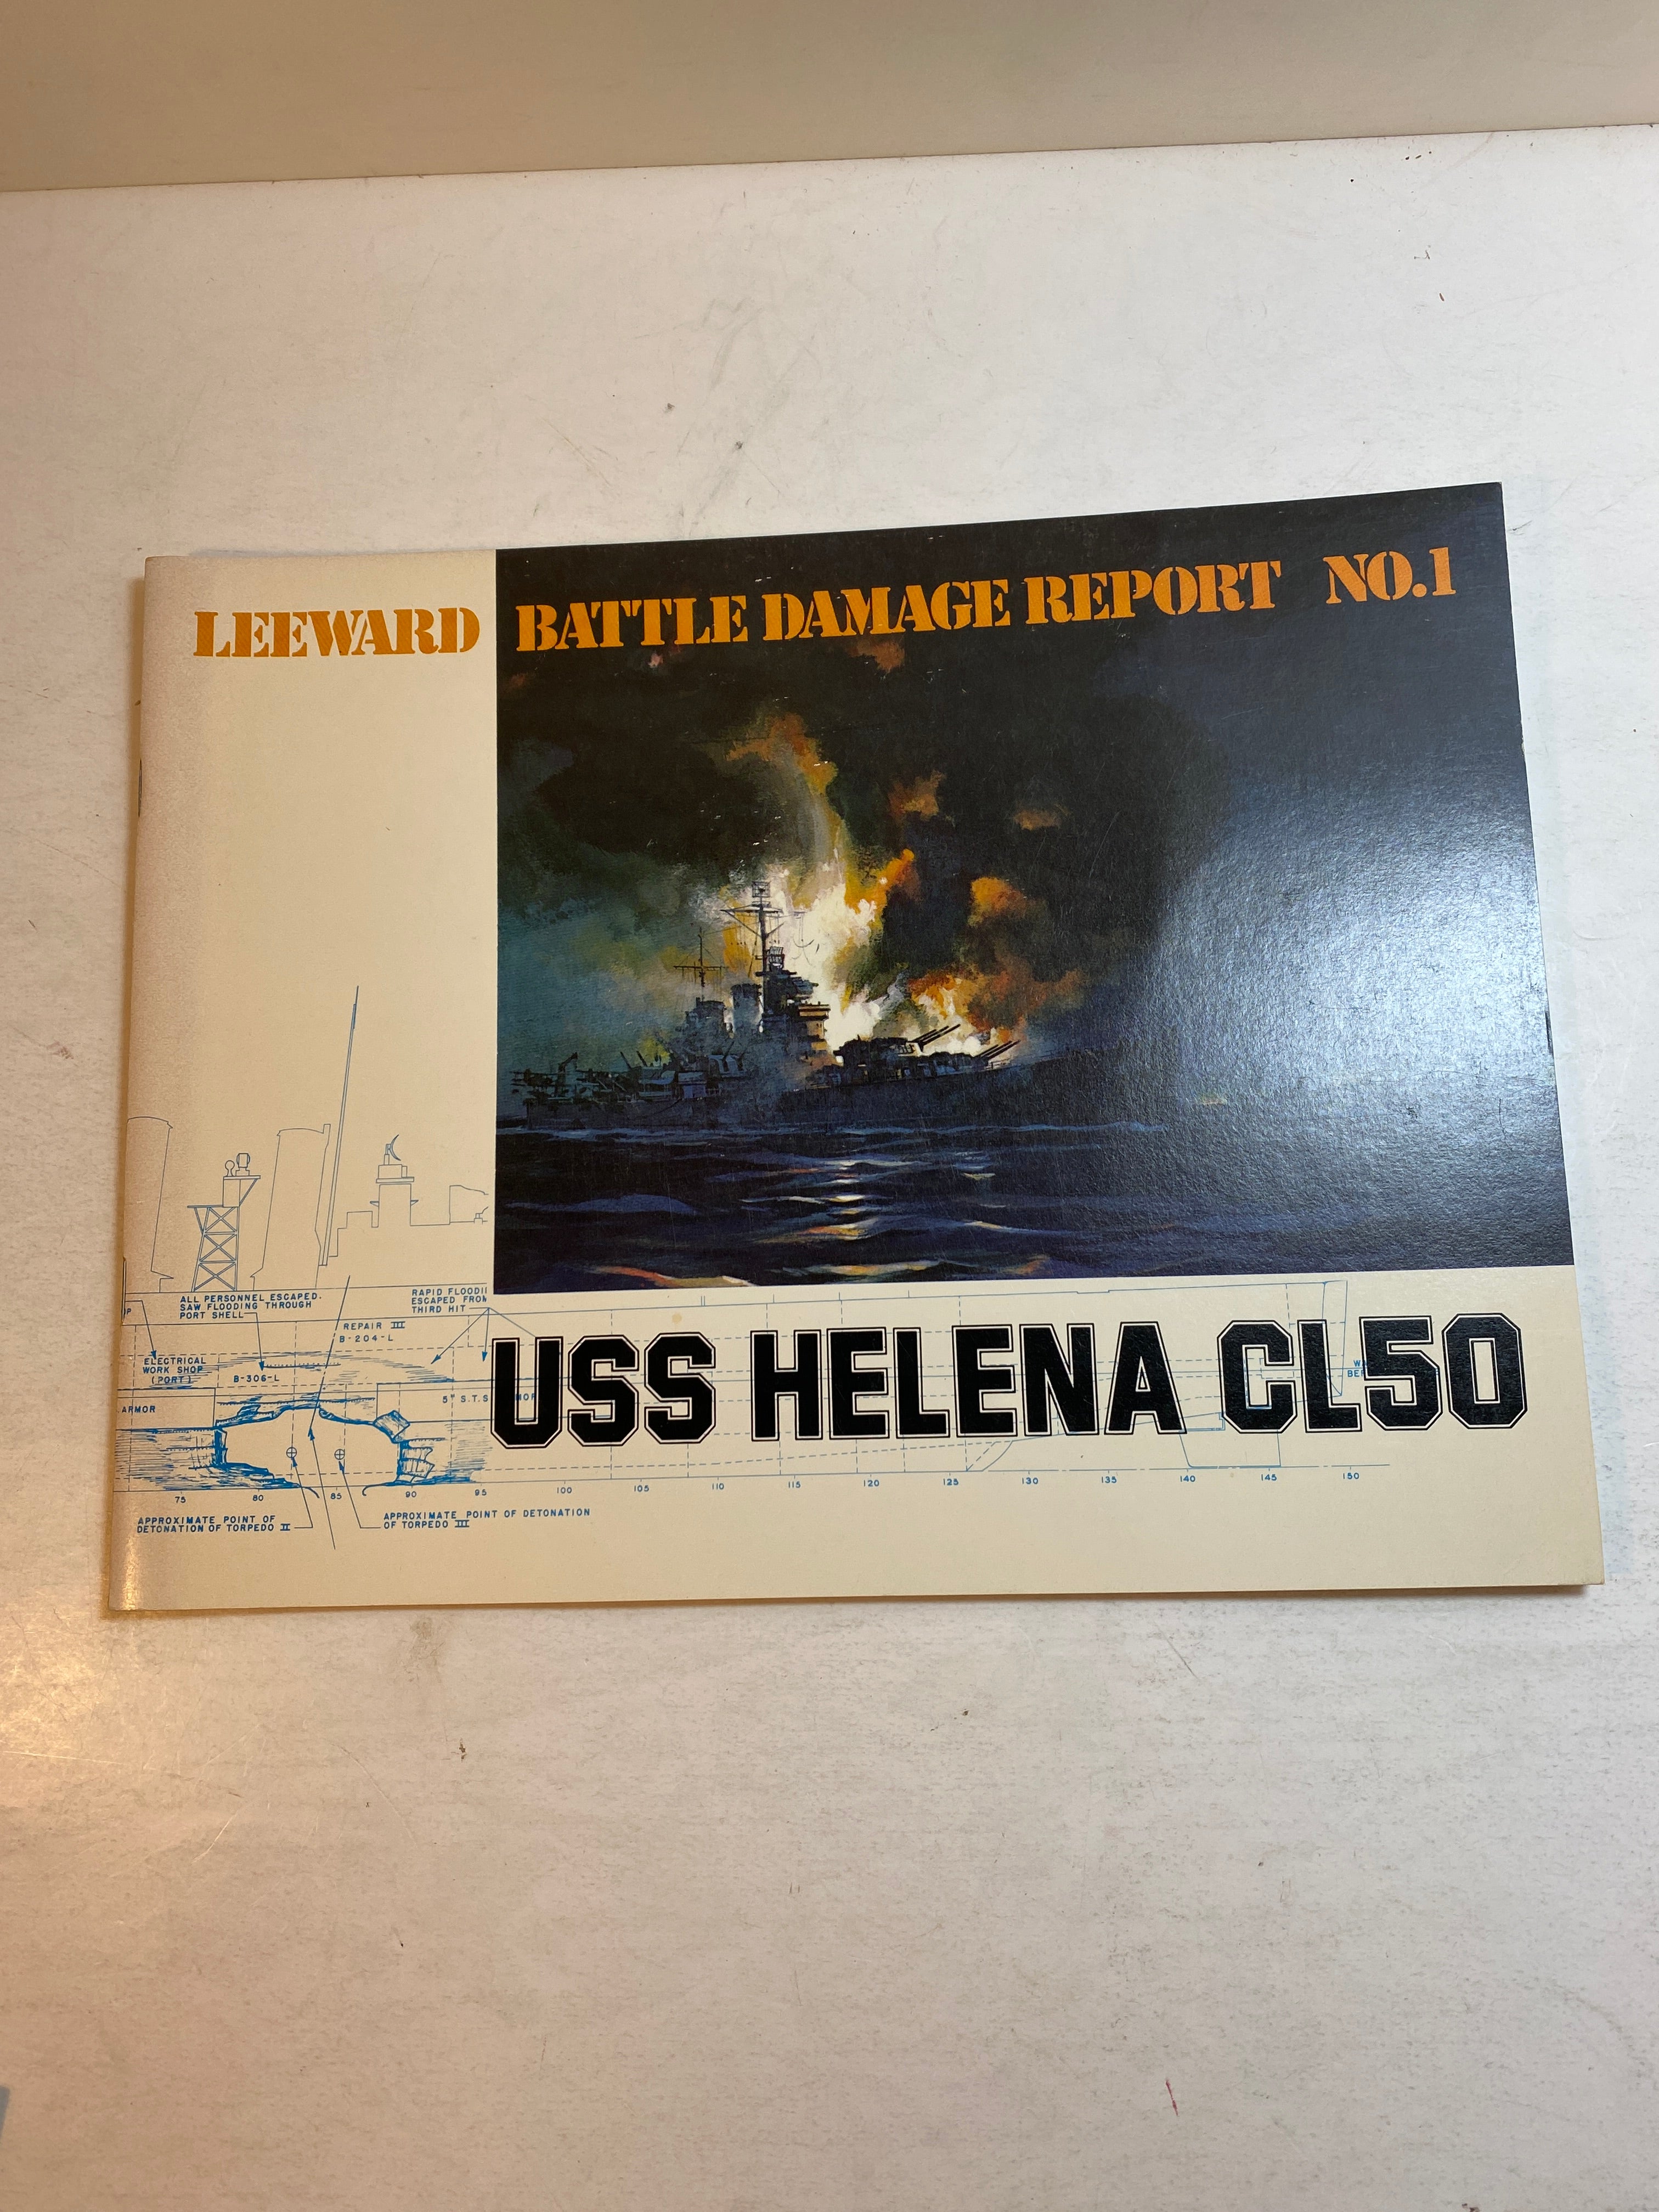 LEEWARD BATTLE DAMAGE REPORT NO.1
ALL PERSONNEL ESCAPED.
SAW FLOODING THROUGH
PORT SHELL
RAPID FLOODI
ESCAPED FROM
THIRD HIT
REPAIR III
B-204-L
ELECTRICAL
WORK SHOP
(PORT)
B-306-L
ARMOR
5" S.T.S
USS HELENA CL50
75 80 85 90 95 100 105 110 115 120 125 130 135 140 145 150
APPROXIMATE POINT OF
DETONATION OF TORPEDO II
APPROXIMATE POINT OF DETONATION
OF TORPEDO III